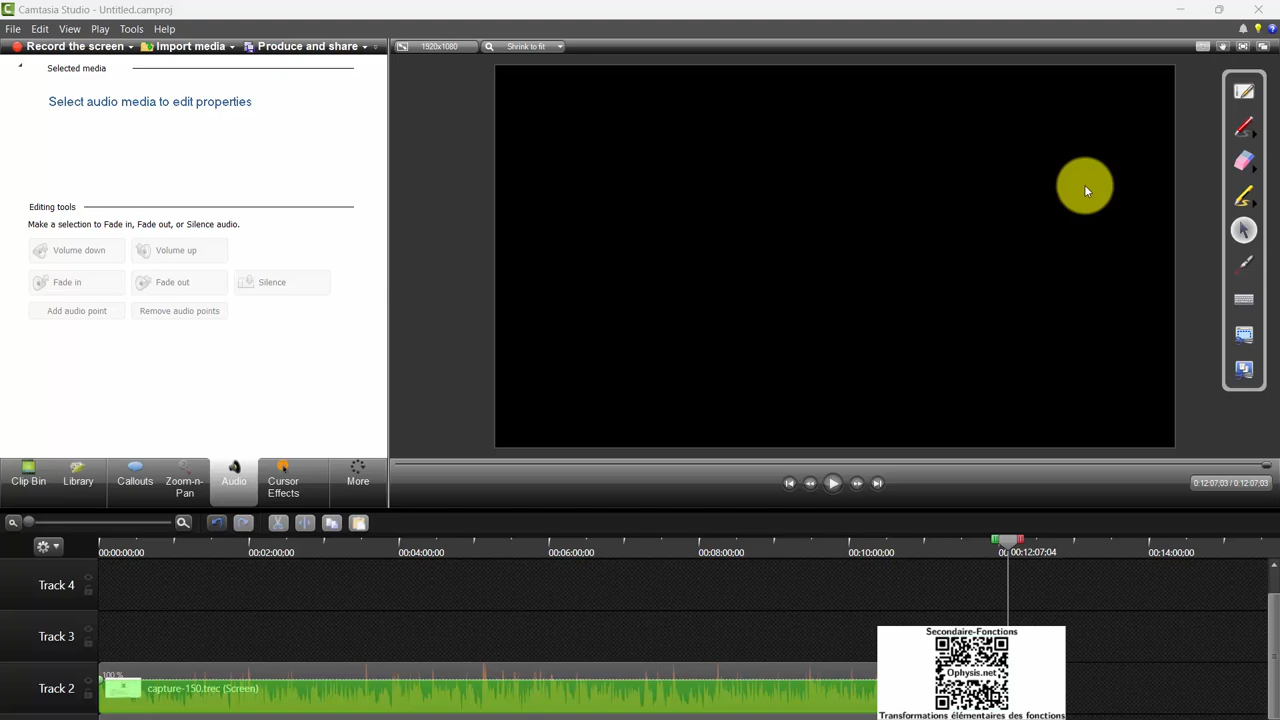 Camtasia Studio - Untitled.camproj
File Edit View Play Tools Help
Record the screen Import media Produce and share
1920x1080 Shrink to fit
Selected media
Select audio media to edit properties
Editing tools
Make a selection to Fade in, Fade out, or Silence audio.
Volume down Volume up
Fade in Fade out Silence
Add audio point Remove audio points
Clip Bin Library Callouts Zoom-n-Pan Audio Cursor Effects More
0:12:07;03 / 0:12:07;03
00:00:00;00 00:02:00;00 00:04:00;00 00:06:00;00 00:08:00;00 00:10:00;00 00:12:07;04 00:14:00;00
Track 4
Track 3
Track 2
100 %
capture-150.trec (Screen)
Secondaire-Fonctions
Ophysis.net
Transformations élémentaires des fonctions